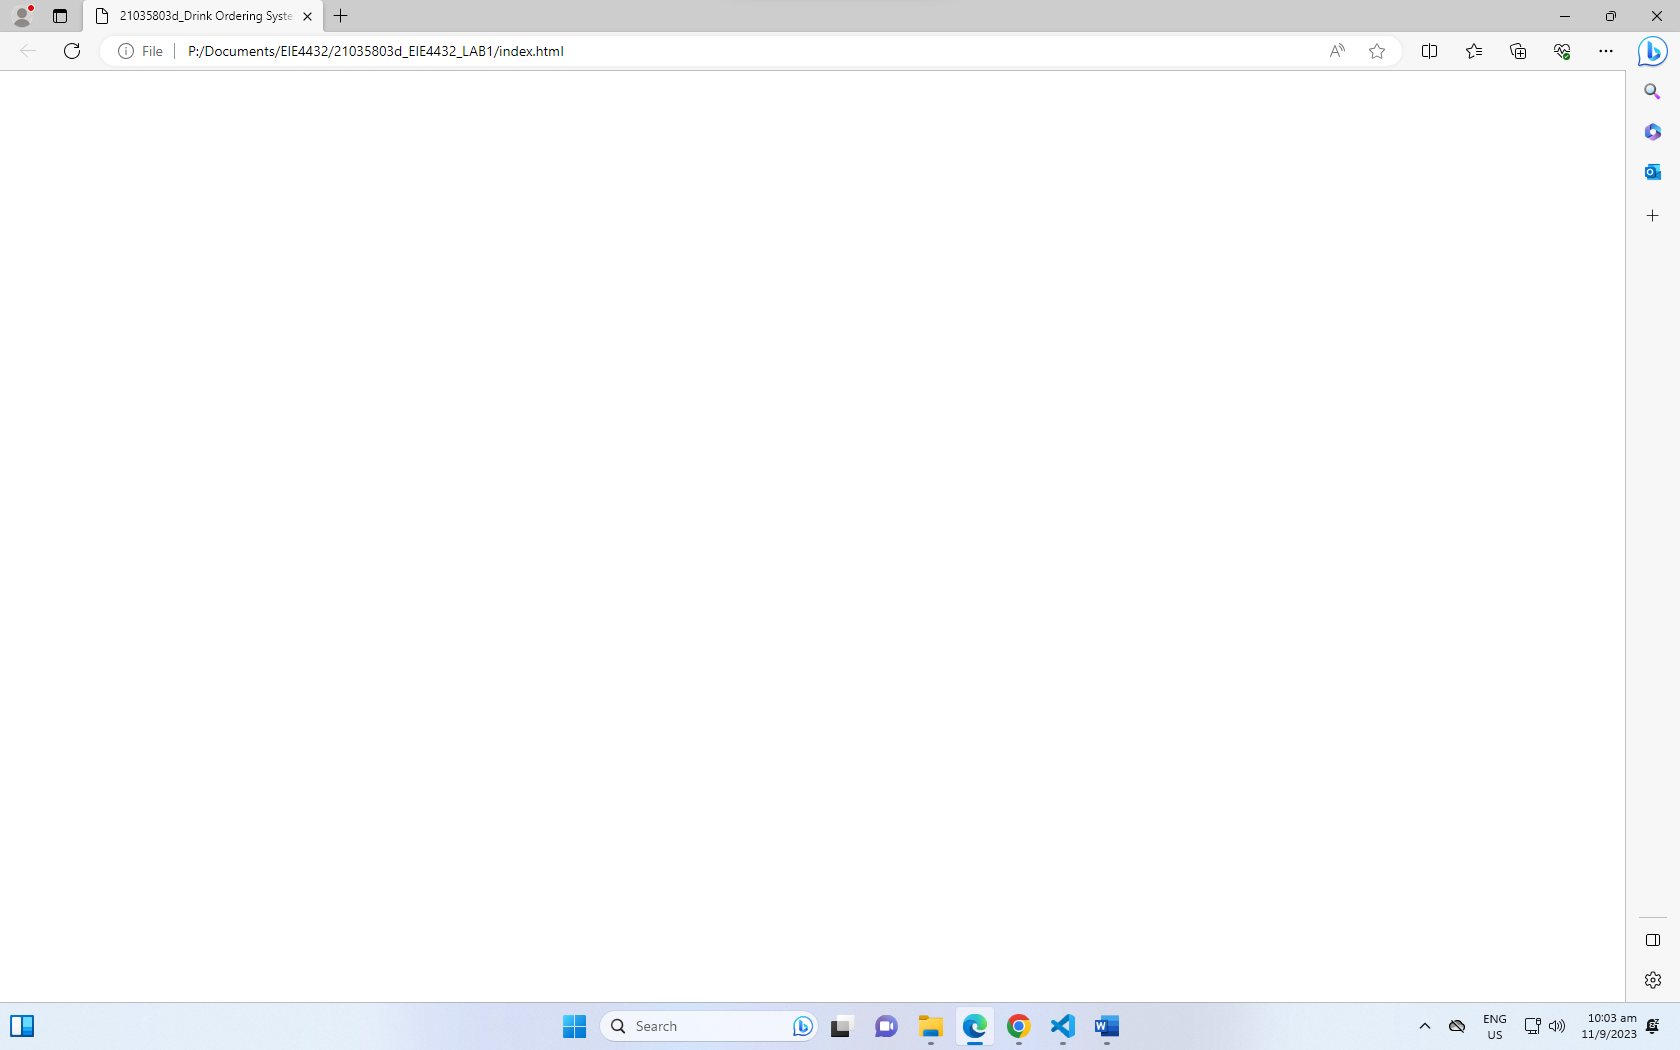 21035803d_Drink Ordering Syste
File
P:/Documents/EIE4432/21035803d_EIE4432_LAB1/index.html
Search
ENG
US
10:03 am
11/9/2023